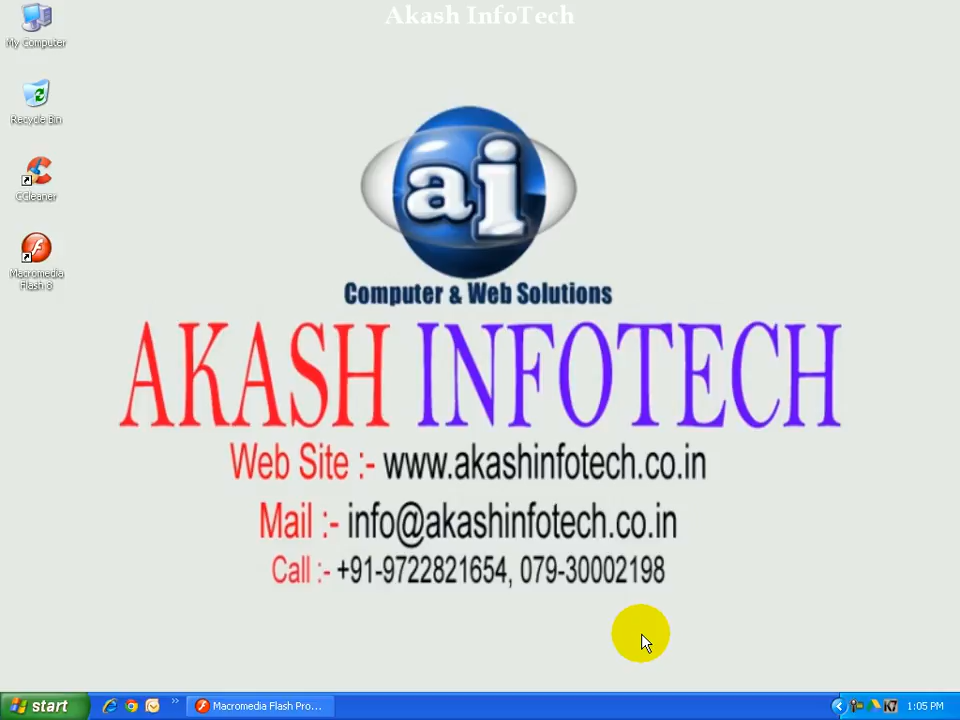 Akash InfoTech
My Computer
Recycle Bin
CCleaner
Macromedia
Flash 8
ai
Computer & Web Solutions
AKASH INFOTECH
Web Site :- www.akashinfotech.co.in
Mail :- info@akashinfotech.co.in
Call :- +91-9722821654, 079-30002198
start
Macromedia Flash Pro...
K7
1:05 PM